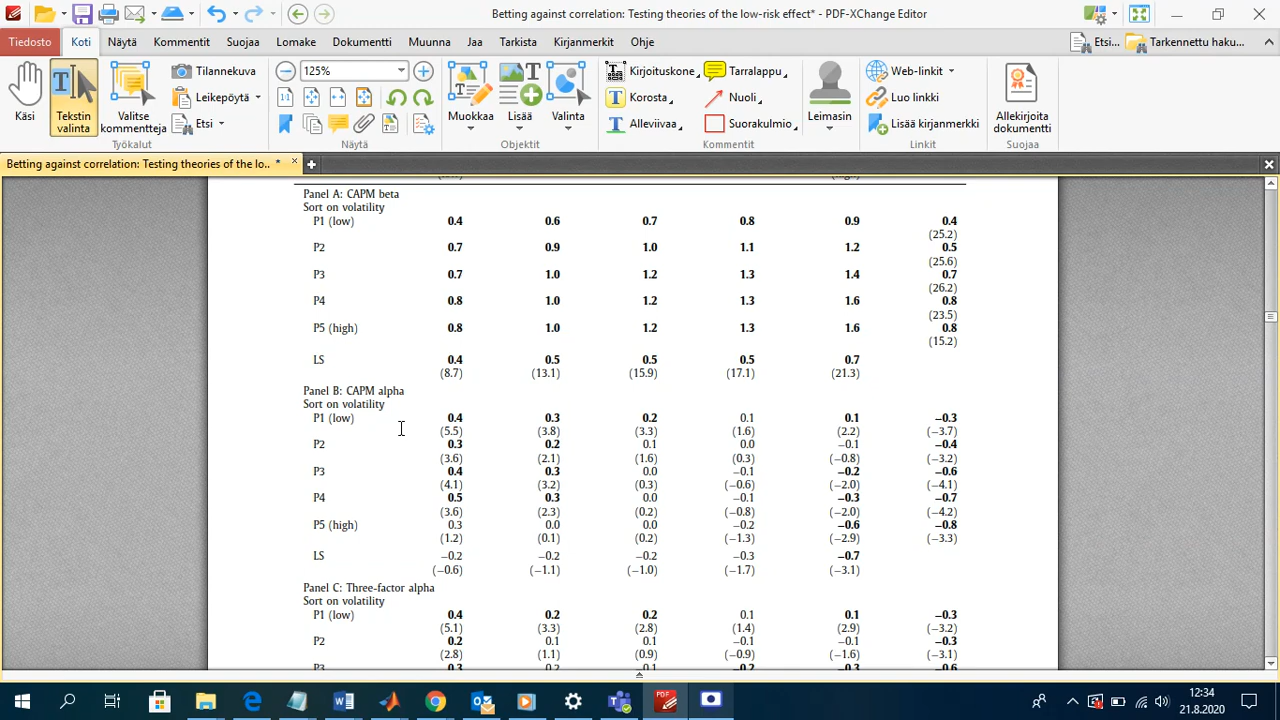 Betting against correlation: Testing theories of the low-risk effect* - PDF-XChange Editor
Tiedosto Koti Näytä Kommentit Suojaa Lomake Dokumentti Muunna Jaa Tarkista Kirjanmerkit Ohje Etsi... Tarkennettu haku...
Käsi
Tekstin valinta
Valitse kommentteja
Tilannekuva
Leikepöytä
Etsi
Työkalut
125%
Näytä
Muokkaa
Lisää
Valinta
Objektit
Kirjoituskone
Korosta
Alleviivaa
Tarralappu
Nuoli
Suorakulmio
Leimasin
Kommentit
Web-linkit
Luo linkki
Lisää kirjanmerkki
Linkit
Allekirjoita dokumentti
Suojaa
Betting against correlation: Testing theories of the lo.. *
Panel A: CAPM beta
Sort on volatility
P1 (low) 0.4 0.6 0.7 0.8 0.9 0.4
(25.2)
P2 0.7 0.9 1.0 1.1 1.2 0.5
(25.6)
P3 0.7 1.0 1.2 1.3 1.4 0.7
(26.2)
P4 0.8 1.0 1.2 1.3 1.6 0.8
(23.5)
P5 (high) 0.8 1.0 1.2 1.3 1.6 0.8
(15.2)
LS 0.4 0.5 0.5 0.5 0.7
(8.7) (13.1) (15.9) (17.1) (21.3)
Panel B: CAPM alpha
Sort on volatility
P1 (low) 0.4 0.3 0.2 0.1 0.1 −0.3
(5.5) (3.8) (3.3) (1.6) (2.2) (−3.7)
P2 0.3 0.2 0.1 0.0 −0.1 −0.4
(3.6) (2.1) (1.6) (0.3) (−0.8) (−3.2)
P3 0.4 0.3 0.0 −0.1 −0.2 −0.6
(4.1) (3.2) (0.3) (−0.6) (−2.0) (−4.1)
P4 0.5 0.3 0.0 −0.1 −0.3 −0.7
(3.6) (2.3) (0.2) (−0.8) (−2.0) (−4.2)
P5 (high) 0.3 0.0 0.0 −0.2 −0.6 −0.8
(1.2) (0.1) (0.2) (−1.3) (−2.9) (−3.3)
LS −0.2 −0.2 −0.2 −0.3 −0.7
(−0.6) (−1.1) (−1.0) (−1.7) (−3.1)
Panel C: Three-factor alpha
Sort on volatility
P1 (low) 0.4 0.2 0.2 0.1 0.1 −0.3
(5.1) (3.3) (2.8) (1.4) (2.9) (−3.2)
P2 0.2 0.1 0.1 −0.1 −0.1 −0.3
(2.8) (1.1) (0.9) (−0.9) (−1.6) (−3.1)
P3 0.3 0.2 −0.1 −0.2 −0.3 −0.6
12:34
21.8.2020